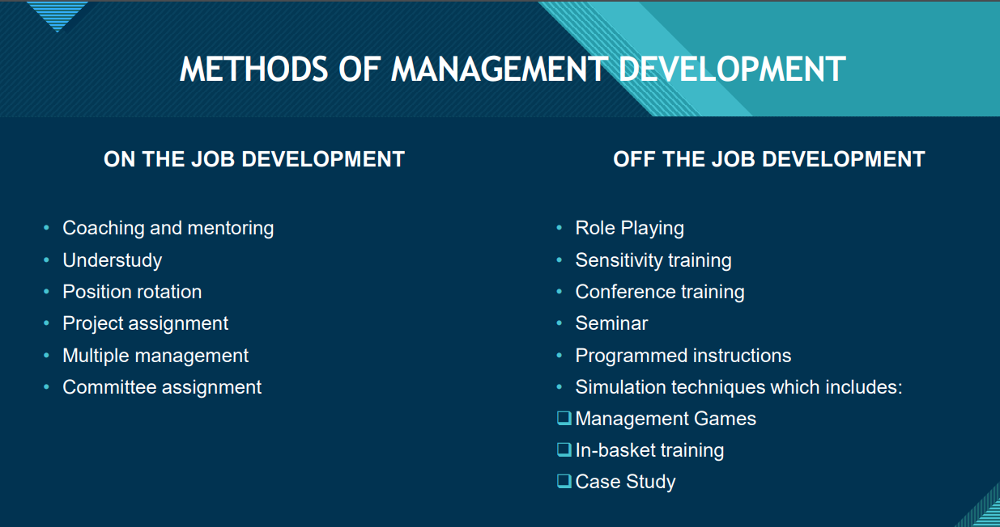 METHODS OF MANAGEMENT DEVELOPMENT
ON THE JOB DEVELOPMENT
• Coaching and mentoring
• Understudy
• Position rotation
• Project assignment
• Multiple management
• Committee assignment
OFF THE JOB DEVELOPMENT
• Role Playing
• Sensitivity training
• Conference training
• Seminar
• Programmed instructions
• Simulation techniques which includes:
❑ Management Games
❑ In-basket training
❑ Case Study